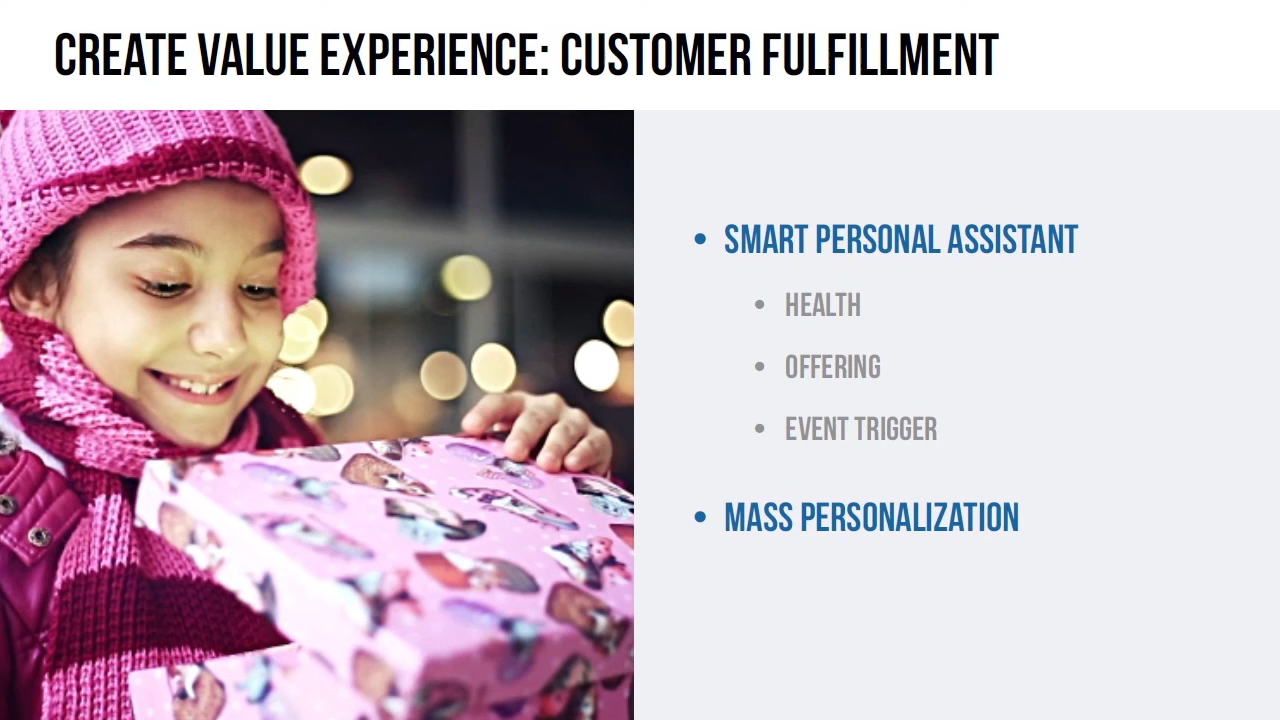 CREATE VALUE EXPERIENCE: CUSTOMER FULFILLMENT
• SMART PERSONAL ASSISTANT
• HEALTH
• OFFERING
• EVENT TRIGGER
• MASS PERSONALIZATION